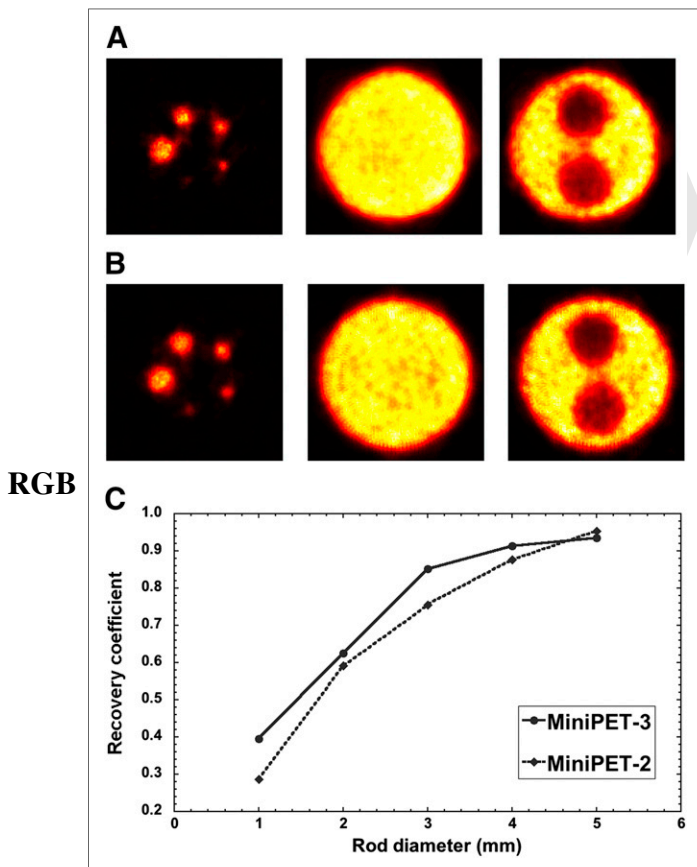 A
B
RGB
C
1.0
0.9
0.8
0.7
0.6
0.5
0.4
0.3
0.2
Recovery coefficient
MiniPET-3
MiniPET-2
0 1 2 3 4 5 6
Rod diameter (mm)